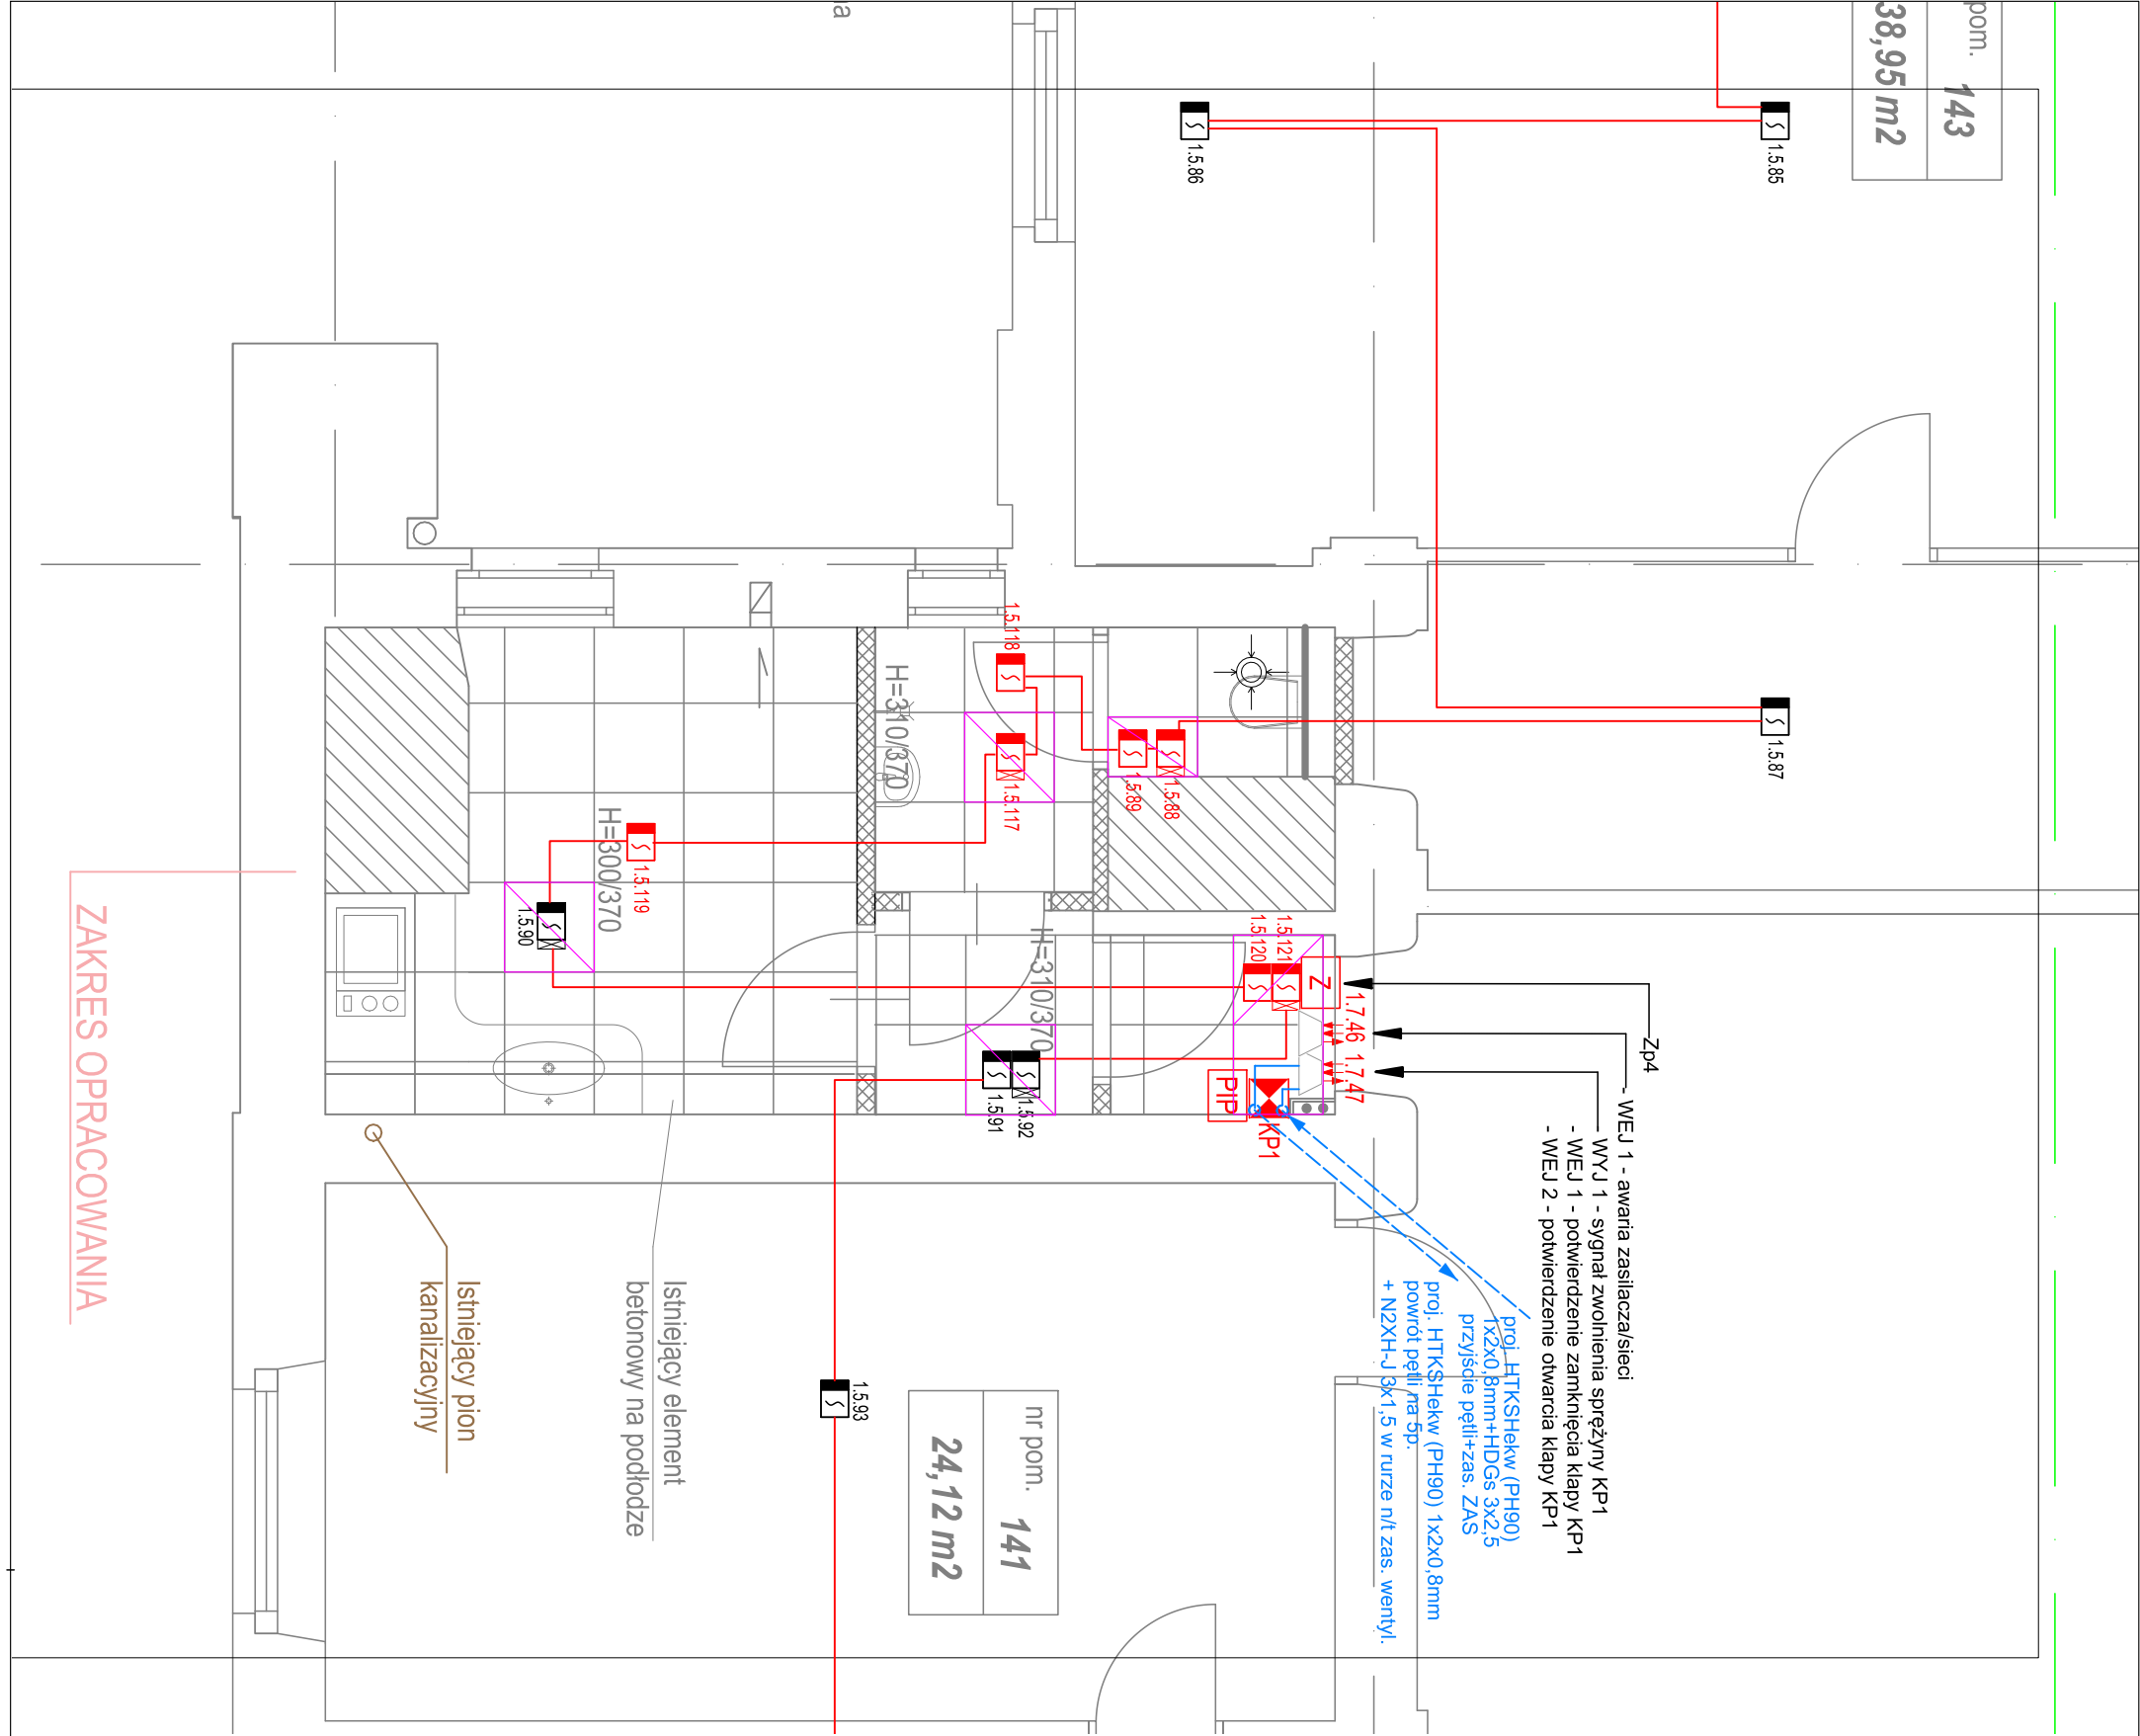 na
pom. 143
38,95 m2
1.5.86
1.5.85
1.5.87
1.5.118
1.5.117
1.5.89
1.5.88
H=310/370
H=300/370
1.5.119
1.5.90
H=310/370
1.5.120
1.5.121
Z
1.7.46
1.7.47
1.5.91
1.5.92
PIP
KP1
Zp4
- WEJ 1 - awaria zasilacza/sieci
- WYJ 1 - sygnał zwolnienia sprężyny KP1
- WEJ 1 - potwierdzenie zamknięcia klapy KP1
- WEJ 2 - potwierdzenie otwarcia klapy KP1
proj. HTKSHekw (PH90)
1x2x0,8mm+HDGs 3x2,5
przyjście pętli+zas. ZAS
proj. HTKSHekw (PH90) 1x2x0,8mm
powrót pętli na 5p.
+ N2XH-J 3x1,5 w rurze n/t zas. wentyl.
1.5.93
nr pom. 141
24,12 m2
Istniejący element
betonowy na podłodze
Istniejący pion
kanalizacyjny
ZAKRES OPRACOWANIA